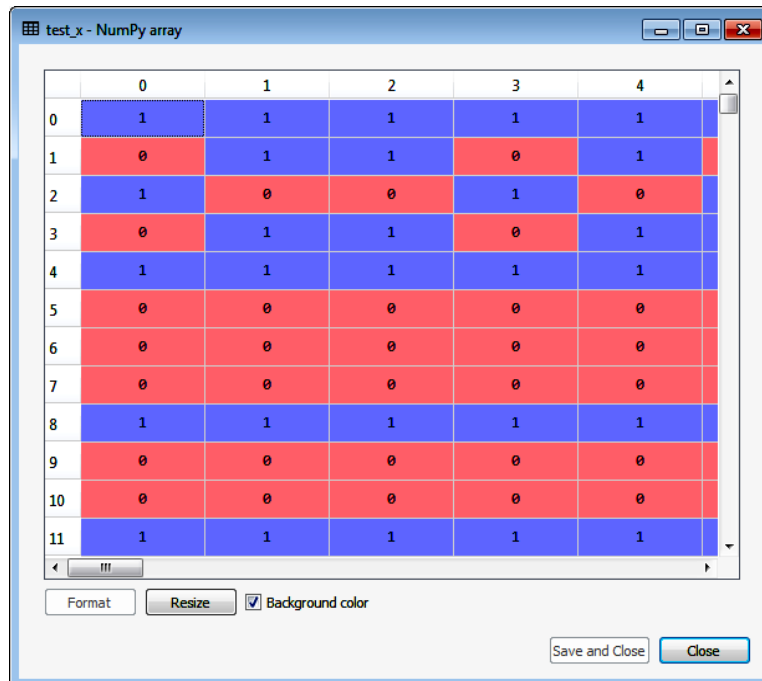 test_x - NumPy array
0 1 2 3 4
0 1 1 1 1 1
1 0 1 1 0 1
2 1 0 0 1 0
3 0 1 1 0 1
4 1 1 1 1 1
5 0 0 0 0 0
6 0 0 0 0 0
7 0 0 0 0 0
8 1 1 1 1 1
9 0 0 0 0 0
10 0 0 0 0 0
11 1 1 1 1 1
Format Resize Background color
Save and Close Close